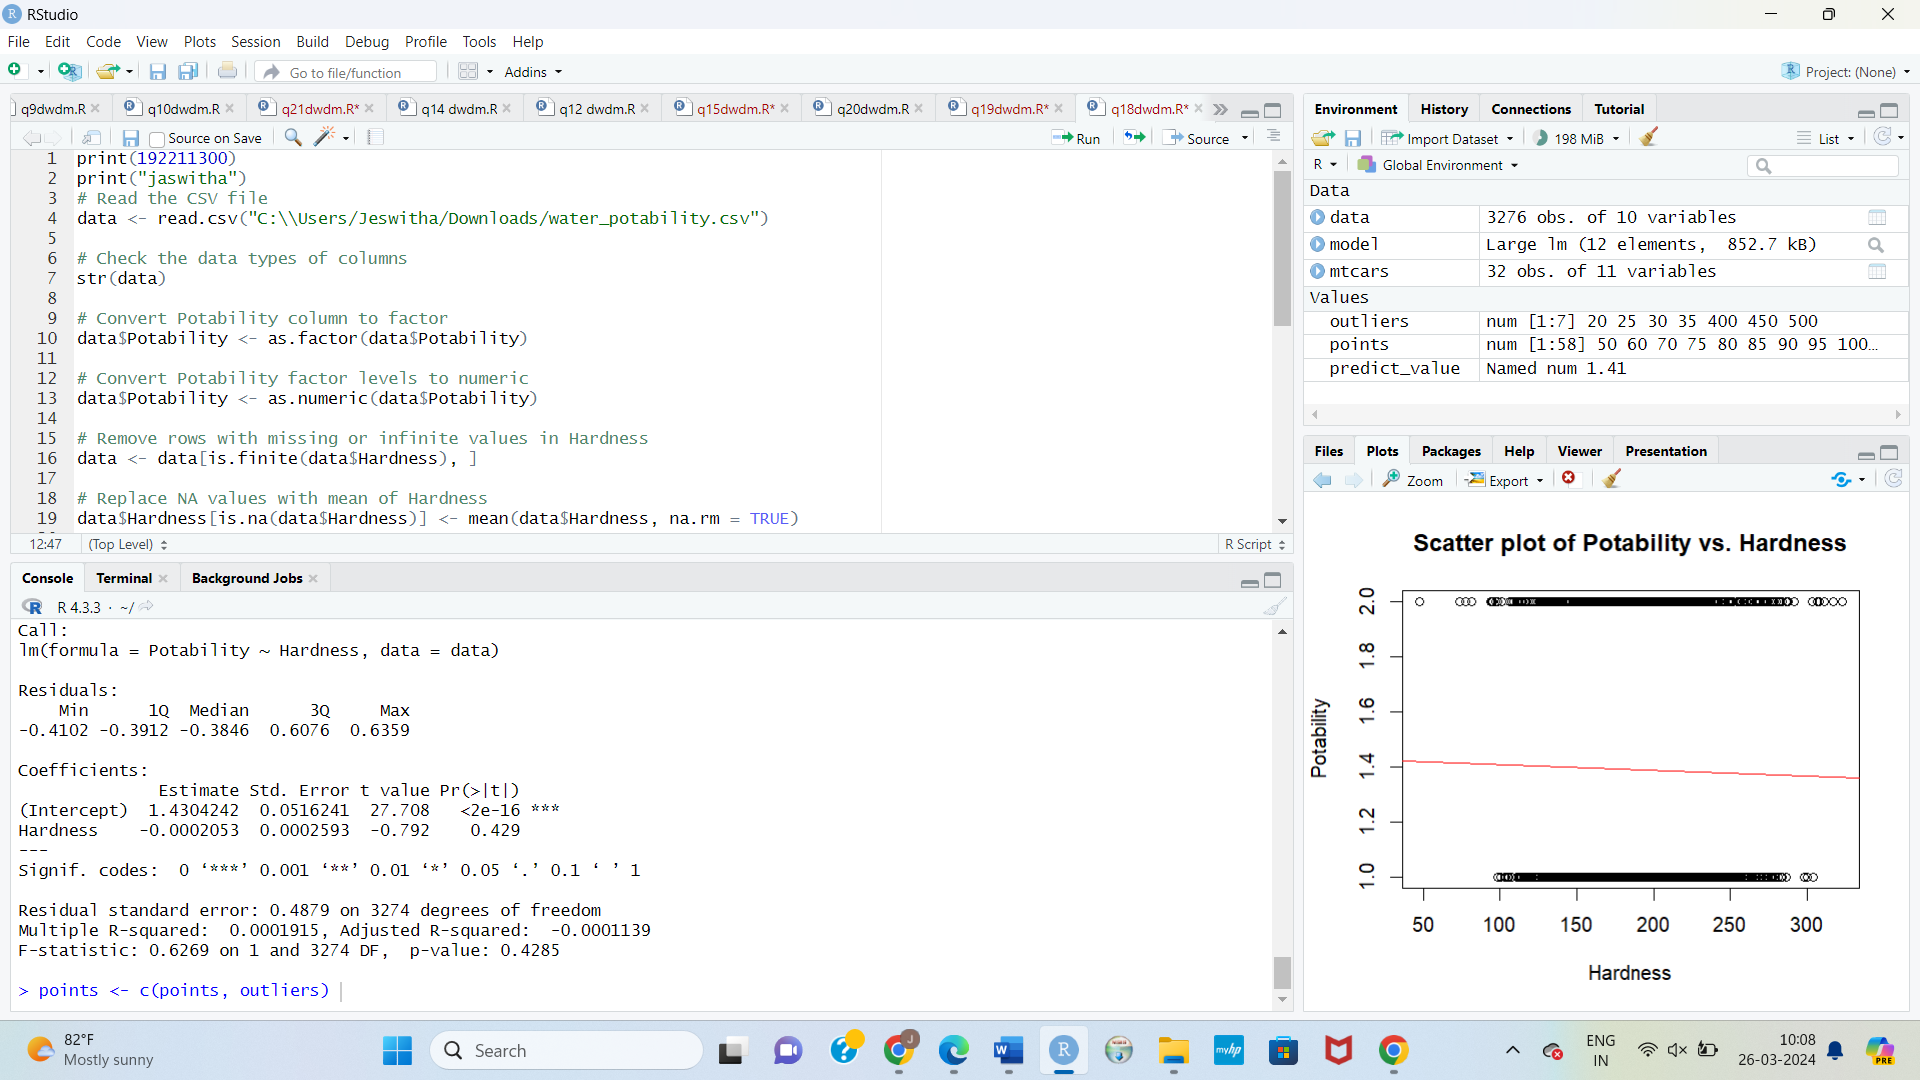 RStudio
File Edit Code View Plots Session Build Debug Profile Tools Help
Go to file/function Addins Project: (None)
q9dwdm.R q10dwdm.R q21dwdm.R* q14 dwdm.R q12 dwdm.R q15dwdm.R* q20dwdm.R q19dwdm.R* q18dwdm.R*
Source on Save Run Source
1 print(192211300)
2 print("jaswitha")
3 # Read the CSV file
4 data <- read.csv("C:\\Users/Jeswitha/Downloads/water_potability.csv")
5
6 # Check the data types of columns
7 str(data)
8
9 # Convert Potability column to factor
10 data$Potability <- as.factor(data$Potability)
11
12 # Convert Potability factor levels to numeric
13 data$Potability <- as.numeric(data$Potability)
14
15 # Remove rows with missing or infinite values in Hardness
16 data <- data[is.finite(data$Hardness), ]
17
18 # Replace NA values with mean of Hardness
19 data$Hardness[is.na(data$Hardness)] <- mean(data$Hardness, na.rm = TRUE)
12:47 (Top Level) R Script
Console Terminal Background Jobs
R 4.3.3 · ~/
Call:
lm(formula = Potability ~ Hardness, data = data)
Residuals:
Min 1Q Median 3Q Max
-0.4102 -0.3912 -0.3846 0.6076 0.6359
Coefficients:
Estimate Std. Error t value Pr(>|t|)
(Intercept) 1.4304242 0.0516241 27.708 <2e-16 ***
Hardness -0.0002053 0.0002593 -0.792 0.429
---
Signif. codes: 0 ‘***’ 0.001 ‘**’ 0.01 ‘*’ 0.05 ‘.’ 0.1 ‘ ’ 1
Residual standard error: 0.4879 on 3274 degrees of freedom
Multiple R-squared: 0.0001915, Adjusted R-squared: -0.0001139
F-statistic: 0.6269 on 1 and 3274 DF, p-value: 0.4285
> points <- c(points, outliers)
Environment History Connections Tutorial
Import Dataset 198 MiB List
R Global Environment
Data
data 3276 obs. of 10 variables
model Large lm (12 elements, 852.7 kB)
mtcars 32 obs. of 11 variables
Values
outliers num [1:7] 20 25 30 35 400 450 500
points num [1:58] 50 60 70 75 80 85 90 95 100…
predict_value Named num 1.41
Files Plots Packages Help Viewer Presentation
Zoom Export
Scatter plot of Potability vs. Hardness
Potability
2.0
1.8
1.6
1.4
1.2
1.0
50 100 150 200 250 300
Hardness
82°F
Mostly sunny
Search
J
W
R
myhp
ENG
IN
10:08
26-03-2024
PRE